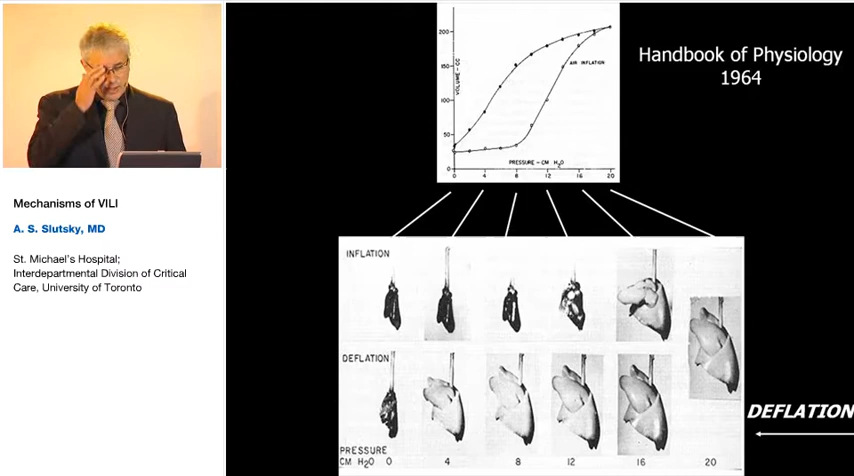 Handbook of Physiology
1964
200
150
100
50
0
VOLUME - CC
AIR INFLATION
PRESSURE - CM H2O
0 4 8 12 16 20
Mechanisms of VILI
A. S. Slutsky, MD
St. Michael's Hospital;
Interdepartmental Division of Critical
Care, University of Toronto
INFLATION
DEFLATION
DEFLATION
PRESSURE
CM H2O 0 4 8 12 16 20